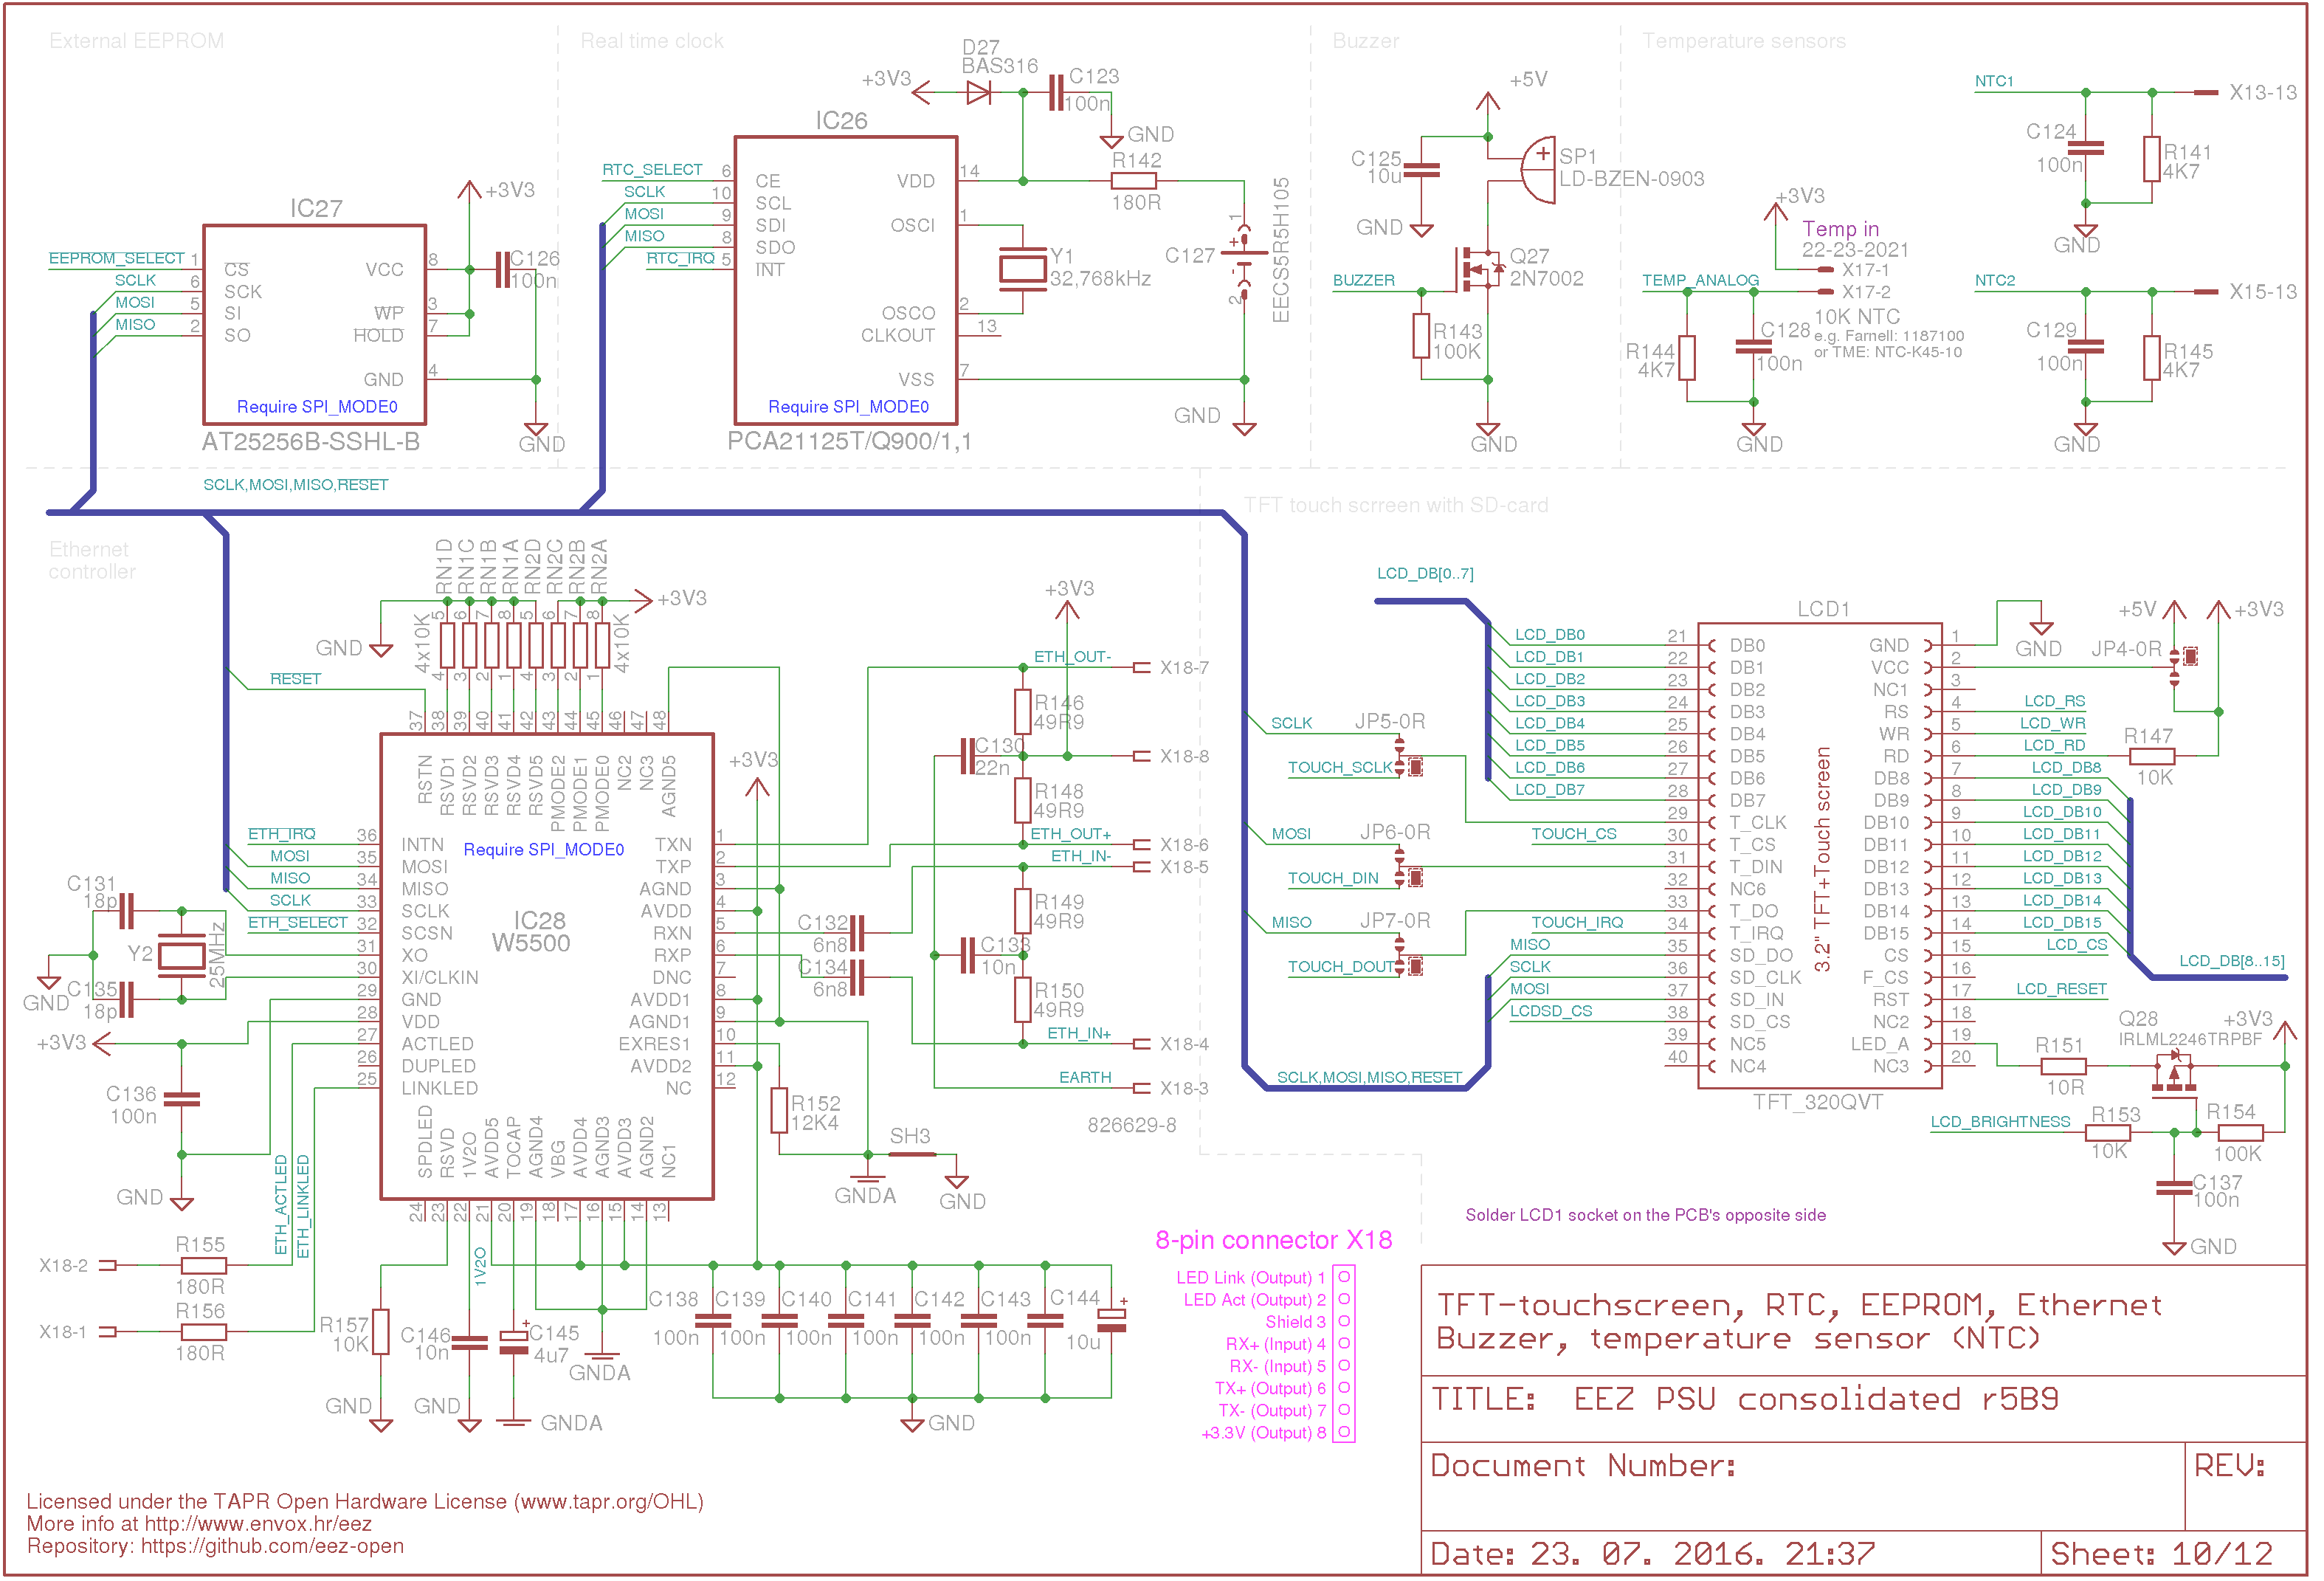 External EEPROM
IC27
+3V3
C126
100n
EEPROM_SELECT 1 CS
SCLK 6 SCK
MOSI 5 SI
MISO 2 SO
VCC 8
WP 3
HOLD 7
GND 4
Require SPI_MODE0
AT25256B-SSHL-B
GND
Real time clock
D27
BAS316
+3V3
C123
100n
GND
IC26
R142
180R
RTC_SELECT 6 CE
SCLK 10 SCL
MOSI 9 SDI
MISO 8 SDO
RTC_IRQ 5 INT
VDD 14
OSCI 1
OSCO 2
CLKOUT 13
VSS 7
Y1
32,768kHz
C127
1
+
-
2
EECS5R5H105
GND
Require SPI_MODE0
PCA21125T/Q900/1,1
Buzzer
+5V
C125
10u
GND
SP1
LD-BZEN-0903
Q27
2N7002
BUZZER
R143
100K
GND
Temperature sensors
NTC1
X13-13
C124
100n
R141
4K7
GND
+3V3
Temp in
22-23-2021
X17-1
TEMP_ANALOG
X17-2
10K NTC
e.g. Farnell: 1187100
or TME: NTC-K45-10
C128
100n
R144
4K7
GND
NTC2
X15-13
C129
100n
R145
4K7
GND
SCLK,MOSI,MISO,RESET
Ethernet
controller
RN1D
RN1C
RN1B
RN1A
RN2D
RN2C
RN2B
RN2A
+3V3
GND
4x10K
5 6 7 8 5 6 7 8
4 3 2 1 4 3 2 1
4x10K
RESET
37 38 39 40 41 42 43 44 45 46 47 48
RSTN
RSVD1
RSVD2
RSVD3
RSVD4
RSVD5
PMODE2
PMODE1
PMODE0
NC2
NC3
AGND5
Require SPI_MODE0
IC28
W5500
ETH_IRQ 36 INTN
MOSI 35 MOSI
MISO 34 MISO
SCLK 33 SCLK
ETH_SELECT 32 SCSN
31 XO
30 XI/CLKIN
29 GND
28 VDD
27 ACTLED
26 DUPLED
25 LINKLED
TXN 1
TXP 2
AGND 3
AVDD 4
RXN 5
RXP 6
DNC 7
AVDD1 8
AGND1 9
EXRES1 10
AVDD2 11
NC 12
SPDLED
RSVD
1V2O
AVDD5
TOCAP
AGND4
VBG
AVDD4
AGND3
AVDD3
AGND2
NC1
24 23 22 21 20 19 18 17 16 15 14 13
C131
18p
Y2
25MHz
C135
18p
GND
+3V3
C136
100n
GND
ETH_ACTLED
ETH_LINKLED
X18-2
R155
180R
X18-1
R156
180R
R157
10K
GND
1V2O
C146
10n
GND
+
C145
4u7
GNDA
GNDA
+3V3
C138
100n
C139
100n
C140
100n
C141
100n
C142
100n
C143
100n
C144
+
10u
GND
+3V3
ETH_OUT-
X18-7
R146
49R9
C130
22n
X18-8
R148
49R9
ETH_OUT+
X18-6
ETH_IN-
X18-5
R149
49R9
C132
6n8
C133
10n
C134
6n8
R150
49R9
ETH_IN+
X18-4
EARTH
X18-3
826629-8
R152
12K4
SH3
GNDA
GND
TFT touch scrreen with SD-card
LCD_DB[0..7]
LCD1
LCD_DB0 21 DB0
LCD_DB1 22 DB1
LCD_DB2 23 DB2
LCD_DB3 24 DB3
LCD_DB4 25 DB4
LCD_DB5 26 DB5
LCD_DB6 27 DB6
LCD_DB7 28 DB7
29 T_CLK
TOUCH_CS 30 T_CS
31 T_DIN
32 NC6
33 T_DO
TOUCH_IRQ 34 T_IRQ
MISO 35 SD_DO
SCLK 36 SD_CLK
MOSI 37 SD_IN
LCDSD_CS 38 SD_CS
39 NC5
40 NC4
SCLK
JP5-0R
TOUCH_SCLK
MOSI
JP6-0R
TOUCH_DIN
MISO
JP7-0R
TOUCH_DOUT
SCLK,MOSI,MISO,RESET
3.2" TFT+Touch screen
GND 1
VCC 2
NC1 3
RS 4 LCD_RS
WR 5 LCD_WR
RD 6 LCD_RD
DB8 7 LCD_DB8
DB9 8 LCD_DB9
DB10 9 LCD_DB10
DB11 10 LCD_DB11
DB12 11 LCD_DB12
DB13 12 LCD_DB13
DB14 13 LCD_DB14
DB15 14 LCD_DB15
CS 15 LCD_CS
F_CS 16
RST 17 LCD_RESET
NC2 18
LED_A 19
NC3 20
TFT_320QVT
GND
+5V
+3V3
JP4-0R
R147
10K
LCD_DB[8..15]
Q28
IRLML2246TRPBF
+3V3
R151
10R
LCD_BRIGHTNESS
R153
10K
R154
100K
C137
100n
GND
Solder LCD1 socket on the PCB's opposite side
8-pin connector X18
LED Link (Output) 1
LED Act (Output) 2
Shield 3
RX+ (Input) 4
RX- (Input) 5
TX+ (Output) 6
TX- (Output) 7
+3.3V (Output) 8
TFT-touchscreen, RTC, EEPROM, Ethernet
Buzzer, temperature sensor (NTC)
TITLE: EEZ PSU consolidated r5B9
Document Number:
REV:
Date: 23. 07. 2016. 21:37
Sheet: 10/12
Licensed under the TAPR Open Hardware License (www.tapr.org/OHL)
More info at http://www.envox.hr/eez
Repository: https://github.com/eez-open